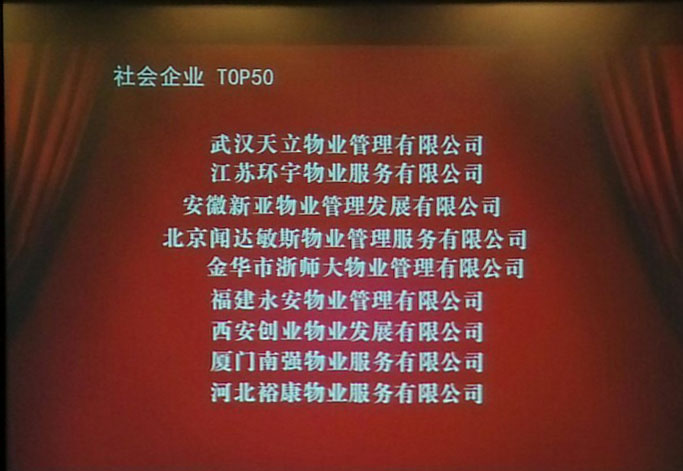 社会企业 TOP50
武汉天立物业管理有限公司
江苏环宇物业服务有限公司
安徽新亚物业管理发展有限公司
北京闻达敏斯物业管理服务有限公司
金华市浙师大物业管理有限公司
福建永安物业管理有限公司
西安创业物业发展有限公司
厦门南强物业服务有限公司
河北裕康物业服务有限公司